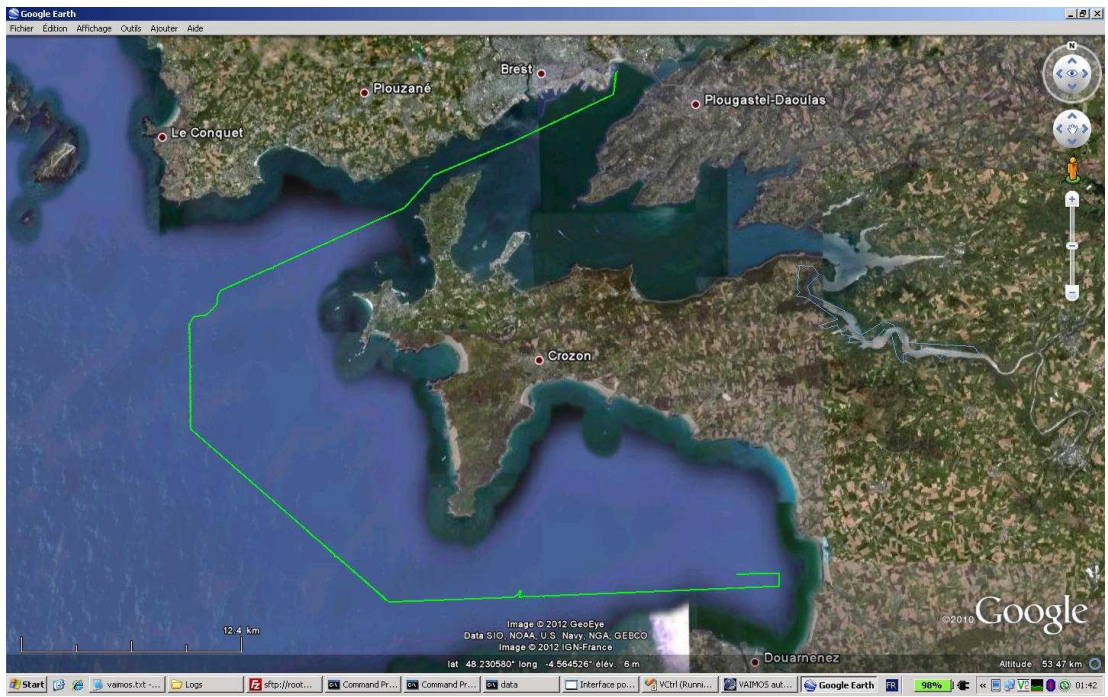 Google Earth
Fichier Édition Affichage Outils Ajouter Aide
N
Brest
Plouzané
Plougastel-Daoulas
Le Conquet
Crozon
12.4 km
Image © 2012 GeoEye
Data SIO, NOAA, U.S. Navy, NGA, GEBCO
Image © 2012 IGN-France
©2010 Google
Douarnenez
lat 48.230580° long -4.564526° élév. 6 m
Altitude 53.47 km
Start vaimos.txt -... Logs sftp://root... Command Pr... Command Pr... data Interface po... VCtrl (Runni... VAIMOS aut... Google Earth FR 98% 01:42